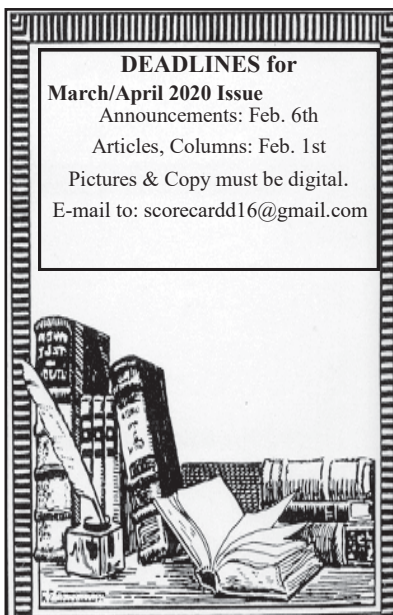 DEADLINES for
March/April 2020 Issue
Announcements: Feb. 6th
Articles, Columns: Feb. 1st
Pictures & Copy must be digital.
E-mail to: scorecardd16@gmail.com